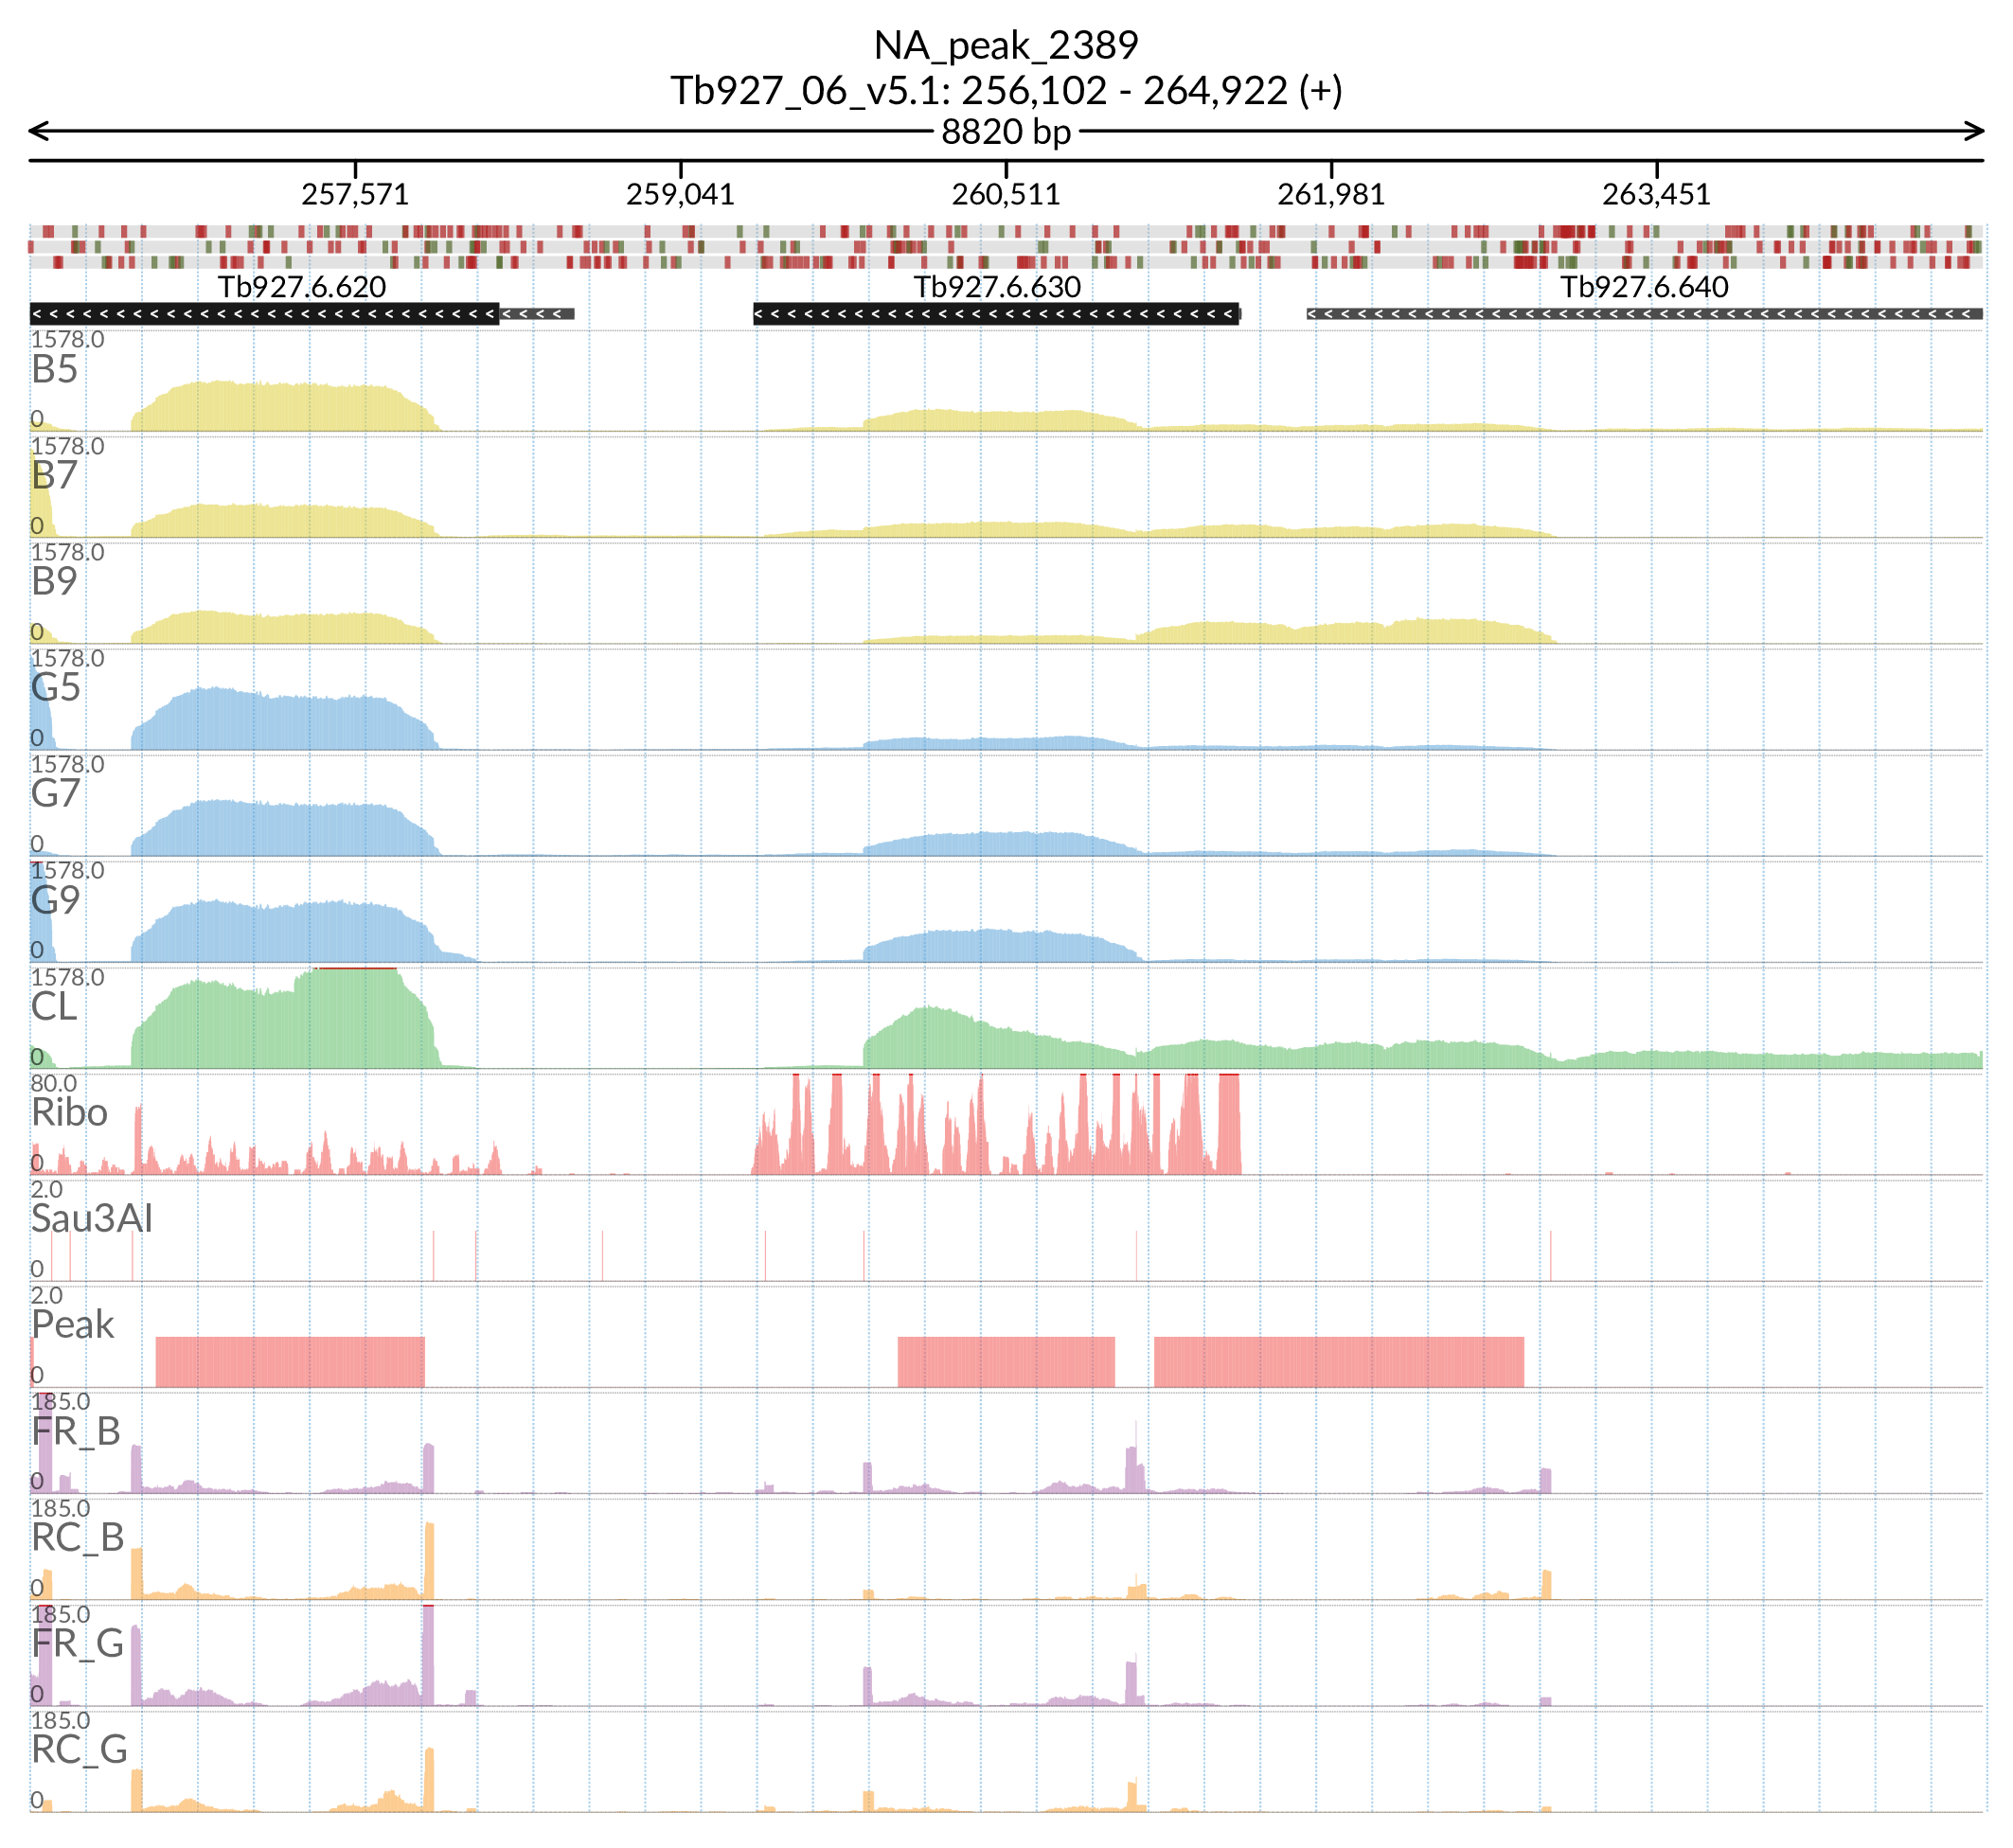 NA_peak_2389
Tb927_06_v5.1: 256,102 - 264,922 (+)
8820 bp
257,571 259,041 260,511 261,981 263,451
Tb927.6.620 Tb927.6.630 Tb927.6.640
1578.0
B5
0
1578.0
B7
0
1578.0
B9
0
1578.0
G5
0
1578.0
G7
0
1578.0
G9
0
1578.0
CL
0
80.0
Ribo
0
2.0
Sau3AI
0
2.0
Peak
0
185.0
FR_B
0
185.0
RC_B
0
185.0
FR_G
0
185.0
RC_G
0